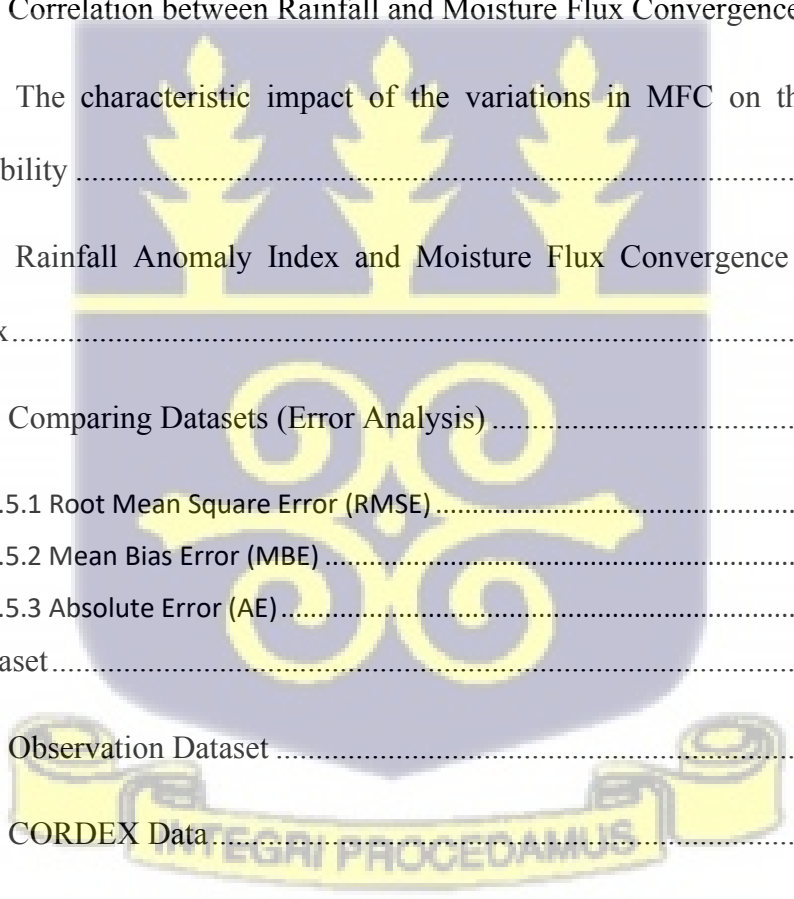 Correlation between Rainfall and Moisture Flux Convergence
The characteristic impact of the variations in MFC on th
bility ................................................................
Rainfall Anomaly Index and Moisture Flux Convergence
x................................................................
Comparing Datasets (Error Analysis) ................................
.5.1 Root Mean Square Error (RMSE) ................................
.5.2 Mean Bias Error (MBE) ................................
.5.3 Absolute Error (AE) ................................
aset................................................................
Observation Dataset ................................
CORDEX Data................................
INTEGRI PROCEDAMUS